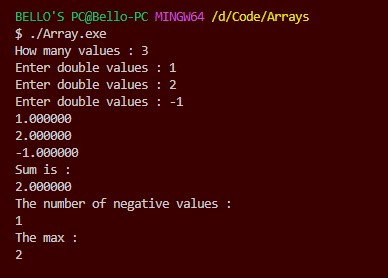 BELLO'S PC@Bello-PC MINGW64 /d/Code/Arrays
$ ./Array.exe
How many values : 3
Enter double values : 1
Enter double values : 2
Enter double values : -1
1.000000
2.000000
-1.000000
Sum is :
2.000000
The number of negative values :
1
The max :
2